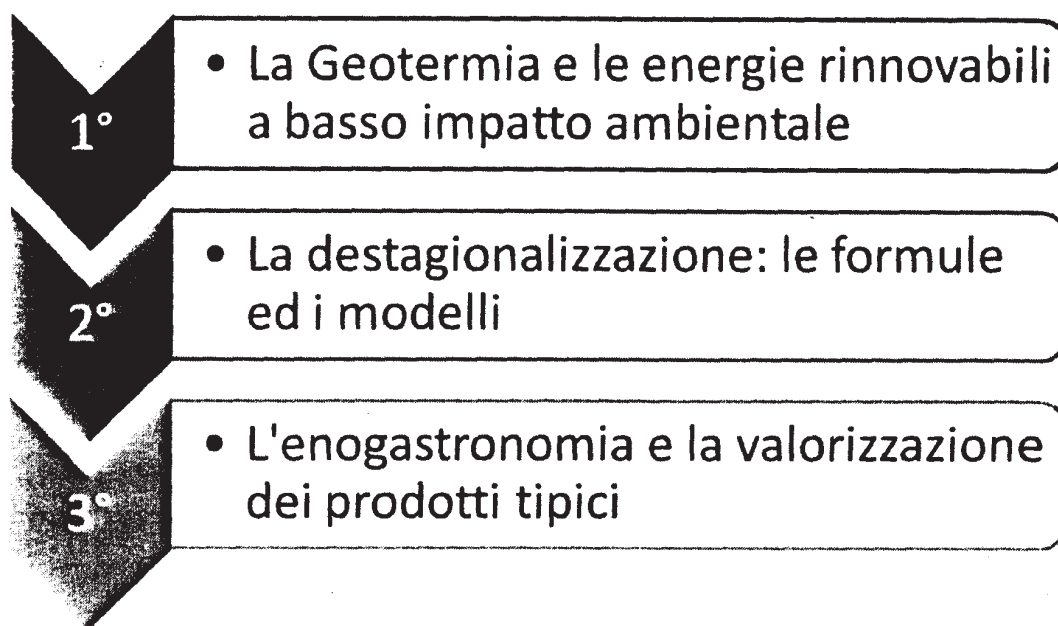 1°
• La Geotermia e le energie rinnovabili
a basso impatto ambientale
2°
• La destagionalizzazione: le formule
ed i modelli
3°
• L'enogastronomia e la valorizzazione
dei prodotti tipici